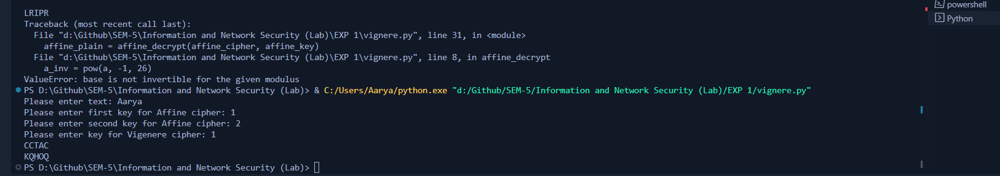 LRIPR
Traceback (most recent call last):
  File "d:\Github\SEM-5\Information and Network Security (Lab)\EXP 1\vignere.py", line 31, in <module>
    affine_plain = affine_decrypt(affine_cipher, affine_key)
  File "d:\Github\SEM-5\Information and Network Security (Lab)\EXP 1\vignere.py", line 8, in affine_decrypt
    a_inv = pow(a, -1, 26)
ValueError: base is not invertible for the given modulus
PS D:\Github\SEM-5\Information and Network Security (Lab)> & C:/Users/Aarya/python.exe "d:/Github/SEM-5/Information and Network Security (Lab)/EXP 1/vignere.py"
Please enter text: Aarya
Please enter first key for Affine cipher: 1
Please enter second key for Affine cipher: 2
Please enter key for Vigenere cipher: 1
CCTAC
KQHOQ
PS D:\Github\SEM-5\Information and Network Security (Lab)>
powershell
Python